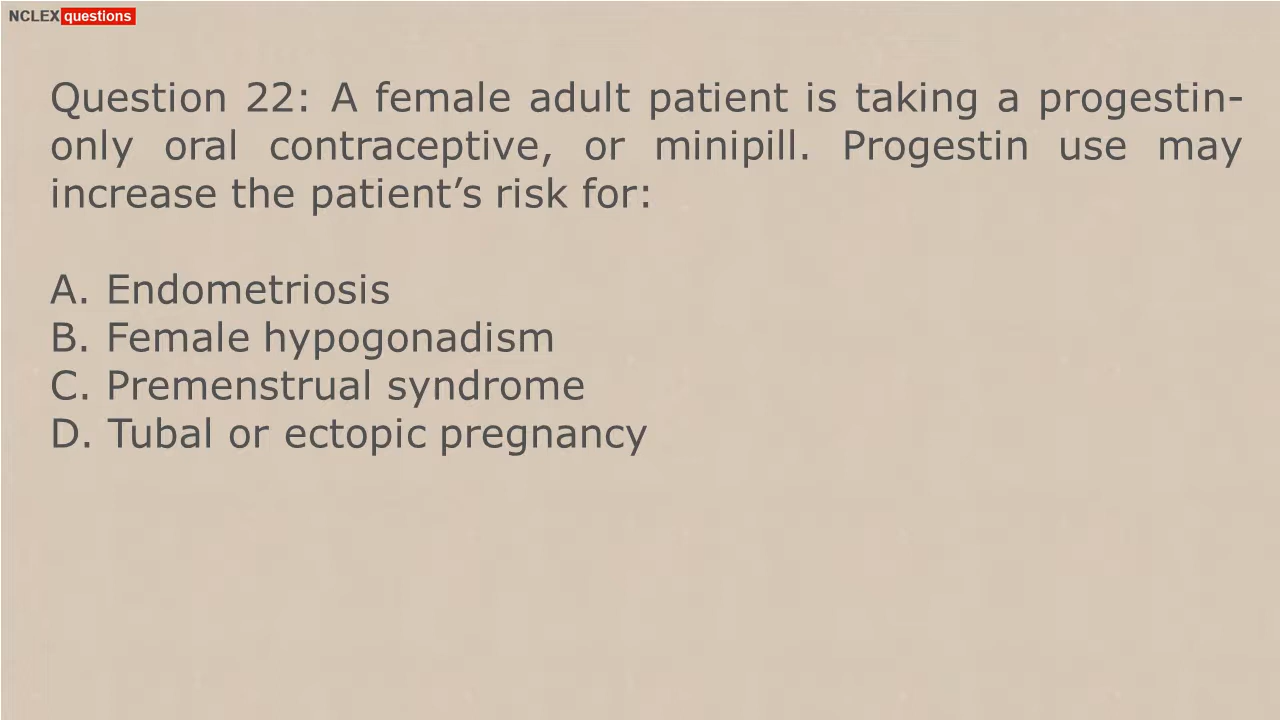 NCLEX questions
Question 22: A female adult patient is taking a progestin-
only oral contraceptive, or minipill. Progestin use may
increase the patient’s risk for:
A. Endometriosis
B. Female hypogonadism
C. Premenstrual syndrome
D. Tubal or ectopic pregnancy